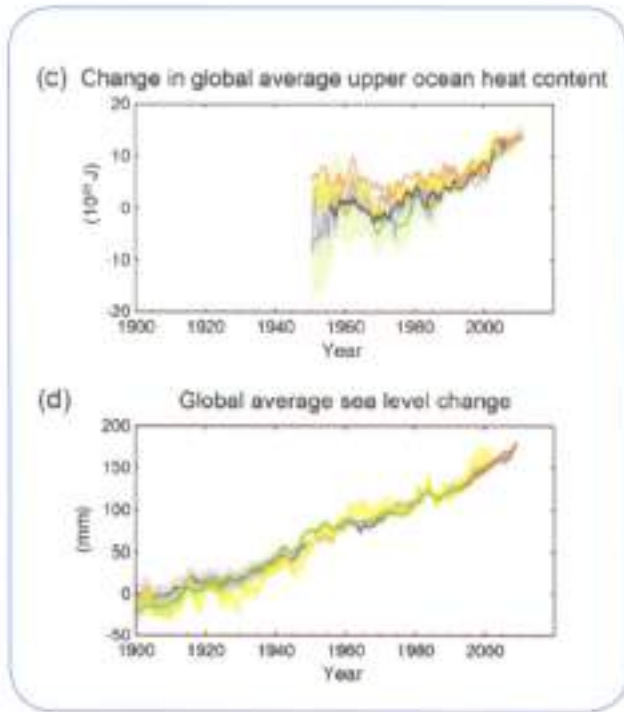 (c) Change in global average upper ocean heat content
20
10
0
-10
-20
(10²² J)
1900 1920 1940 1960 1980 2000
Year
(d) Global average sea level change
200
150
100
50
0
-50
(mm)
1900 1920 1940 1960 1980 2000
Year